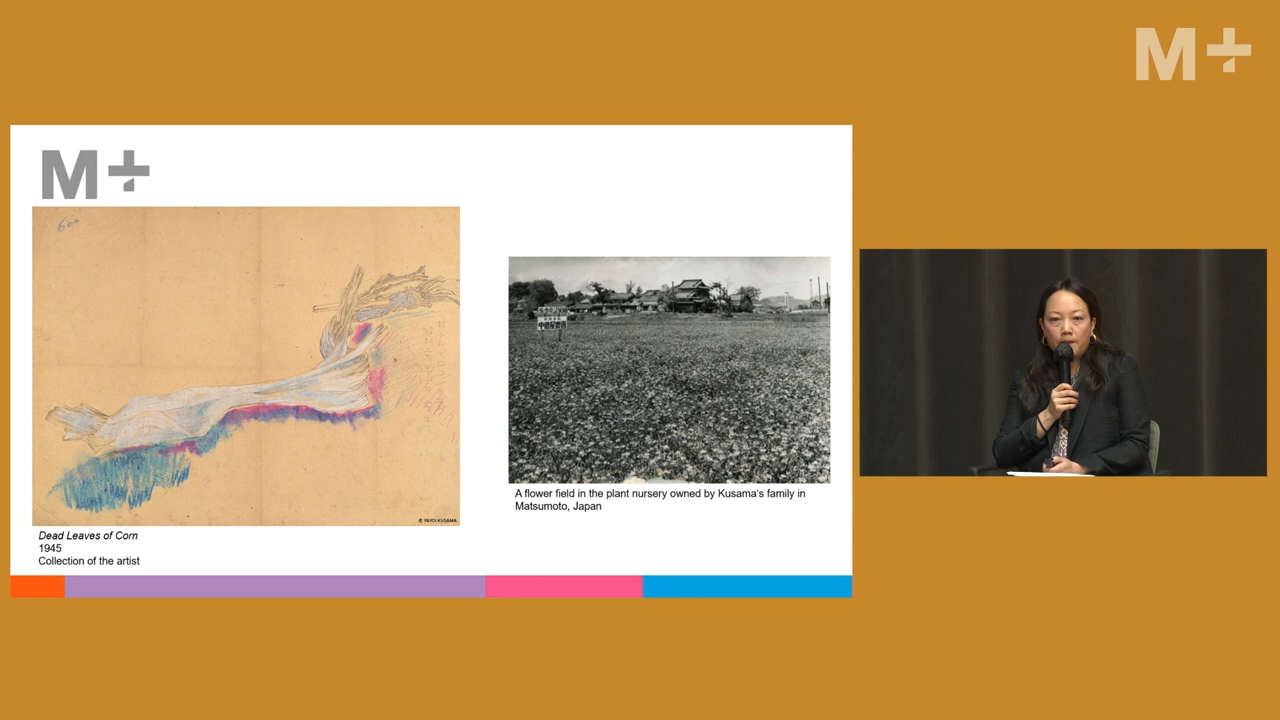 M+
M+
© YAYOI KUSAMA
A flower field in the plant nursery owned by Kusama's family in
Matsumoto, Japan
Dead Leaves of Corn
1945
Collection of the artist